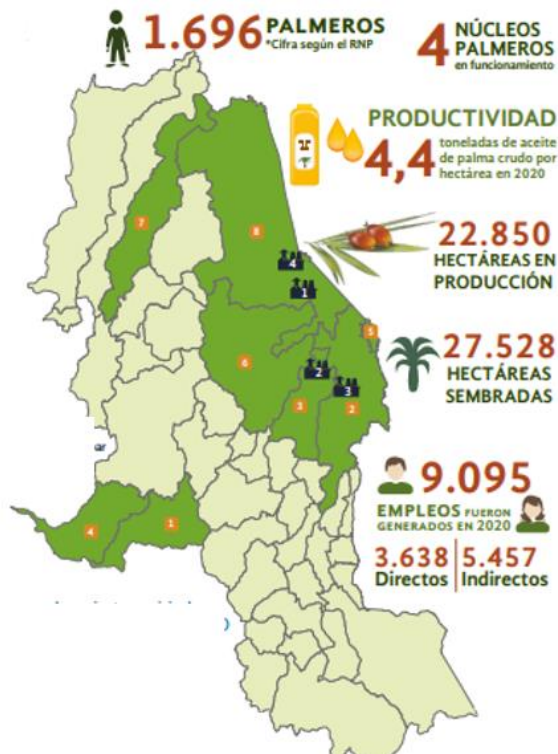 1.696 PALMEROS
*Cifra según el RNP
4 NÚCLEOS
PALMEROS
en funcionamiento
PRODUCTIVIDAD
4,4 toneladas de aceite
de palma crudo por
hectárea en 2020
22.850
HECTÁREAS EN
PRODUCCIÓN
27.528
HECTÁREAS
SEMBRADAS
9.095
EMPLEOS FUERON
GENERADOS EN 2020
3.638
Directos
5.457
Indirectos
7
8
4
1
5
6
2
3
3
2
4
1
ar